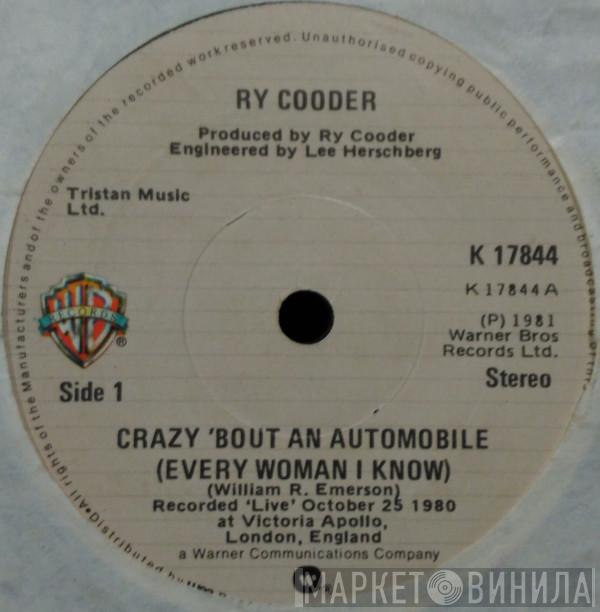 All rights of the Manufacturers and of the owners of the recorded work reserved. Unauthorised copying public performance and broadcasting of this
RY COODER
Produced by Ry Cooder
Engineered by Lee Herschberg
Tristan Music
Ltd.
K 17844
K 17844 A
(P) 1981
Warner Bros
Records Ltd.
Stereo
RECORDS
®
Side 1
CRAZY 'BOUT AN AUTOMOBILE
(EVERY WOMAN I KNOW)
(William R. Emerson)
Recorded 'Live' October 25 1980
at Victoria Apollo,
London, England
a Warner Communications Company
Distributed by
МАРКЕТ ВИНИЛА